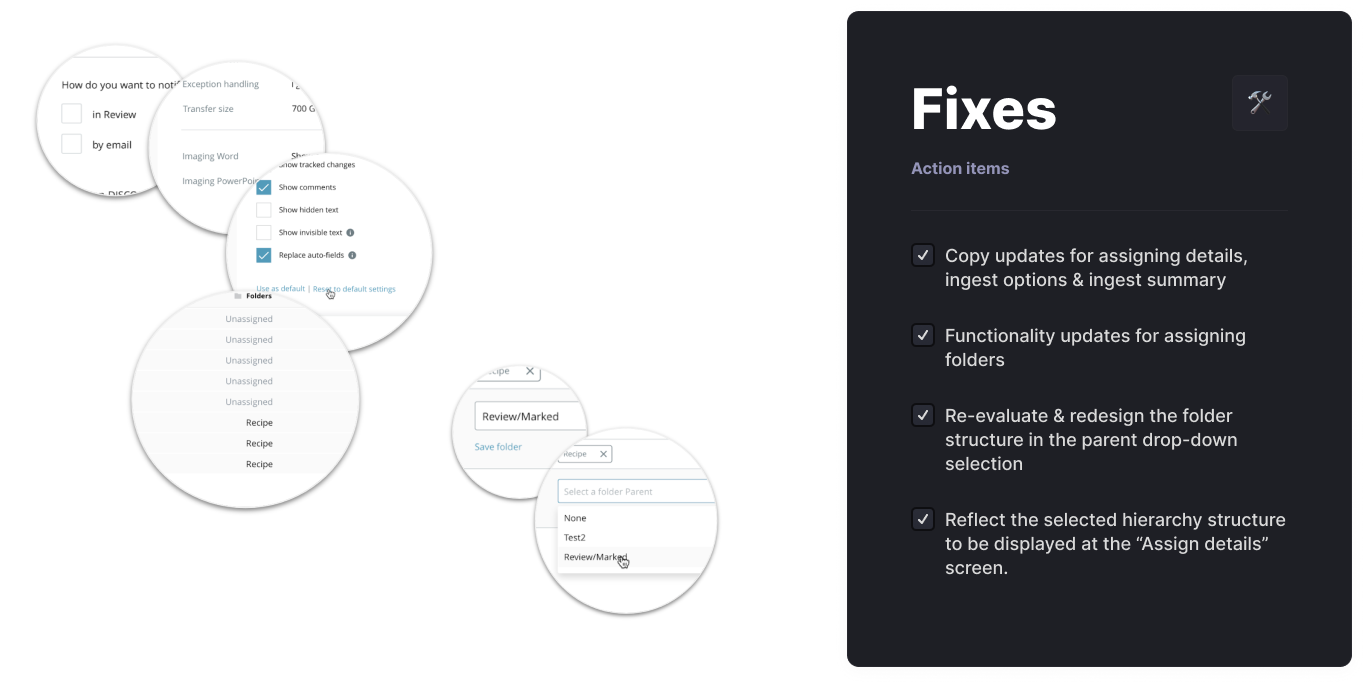 How do you want to
in Review
by email
DISCO
Exception handling
Transfer size 700 G
Imaging Word
Imaging
Show tracked changes
Show comments
Show hidden text
Show invisible text
Replace auto-fields
Use as default | Reset to default settings
Folders
Unassigned
Unassigned
Unassigned
Unassigned
Unassigned
Recipe
Recipe
Recipe
Review/Marked
Save folder
Recipe
Select a folder Parent
None
Test2
Review/Marked
Fixes
Action items
Copy updates for assigning details,
ingest options & ingest summary
Functionality updates for assigning
folders
Re-evaluate & redesign the folder
structure in the parent drop-down
selection
Reflect the selected hierarchy structure
to be displayed at the “Assign details”
screen.